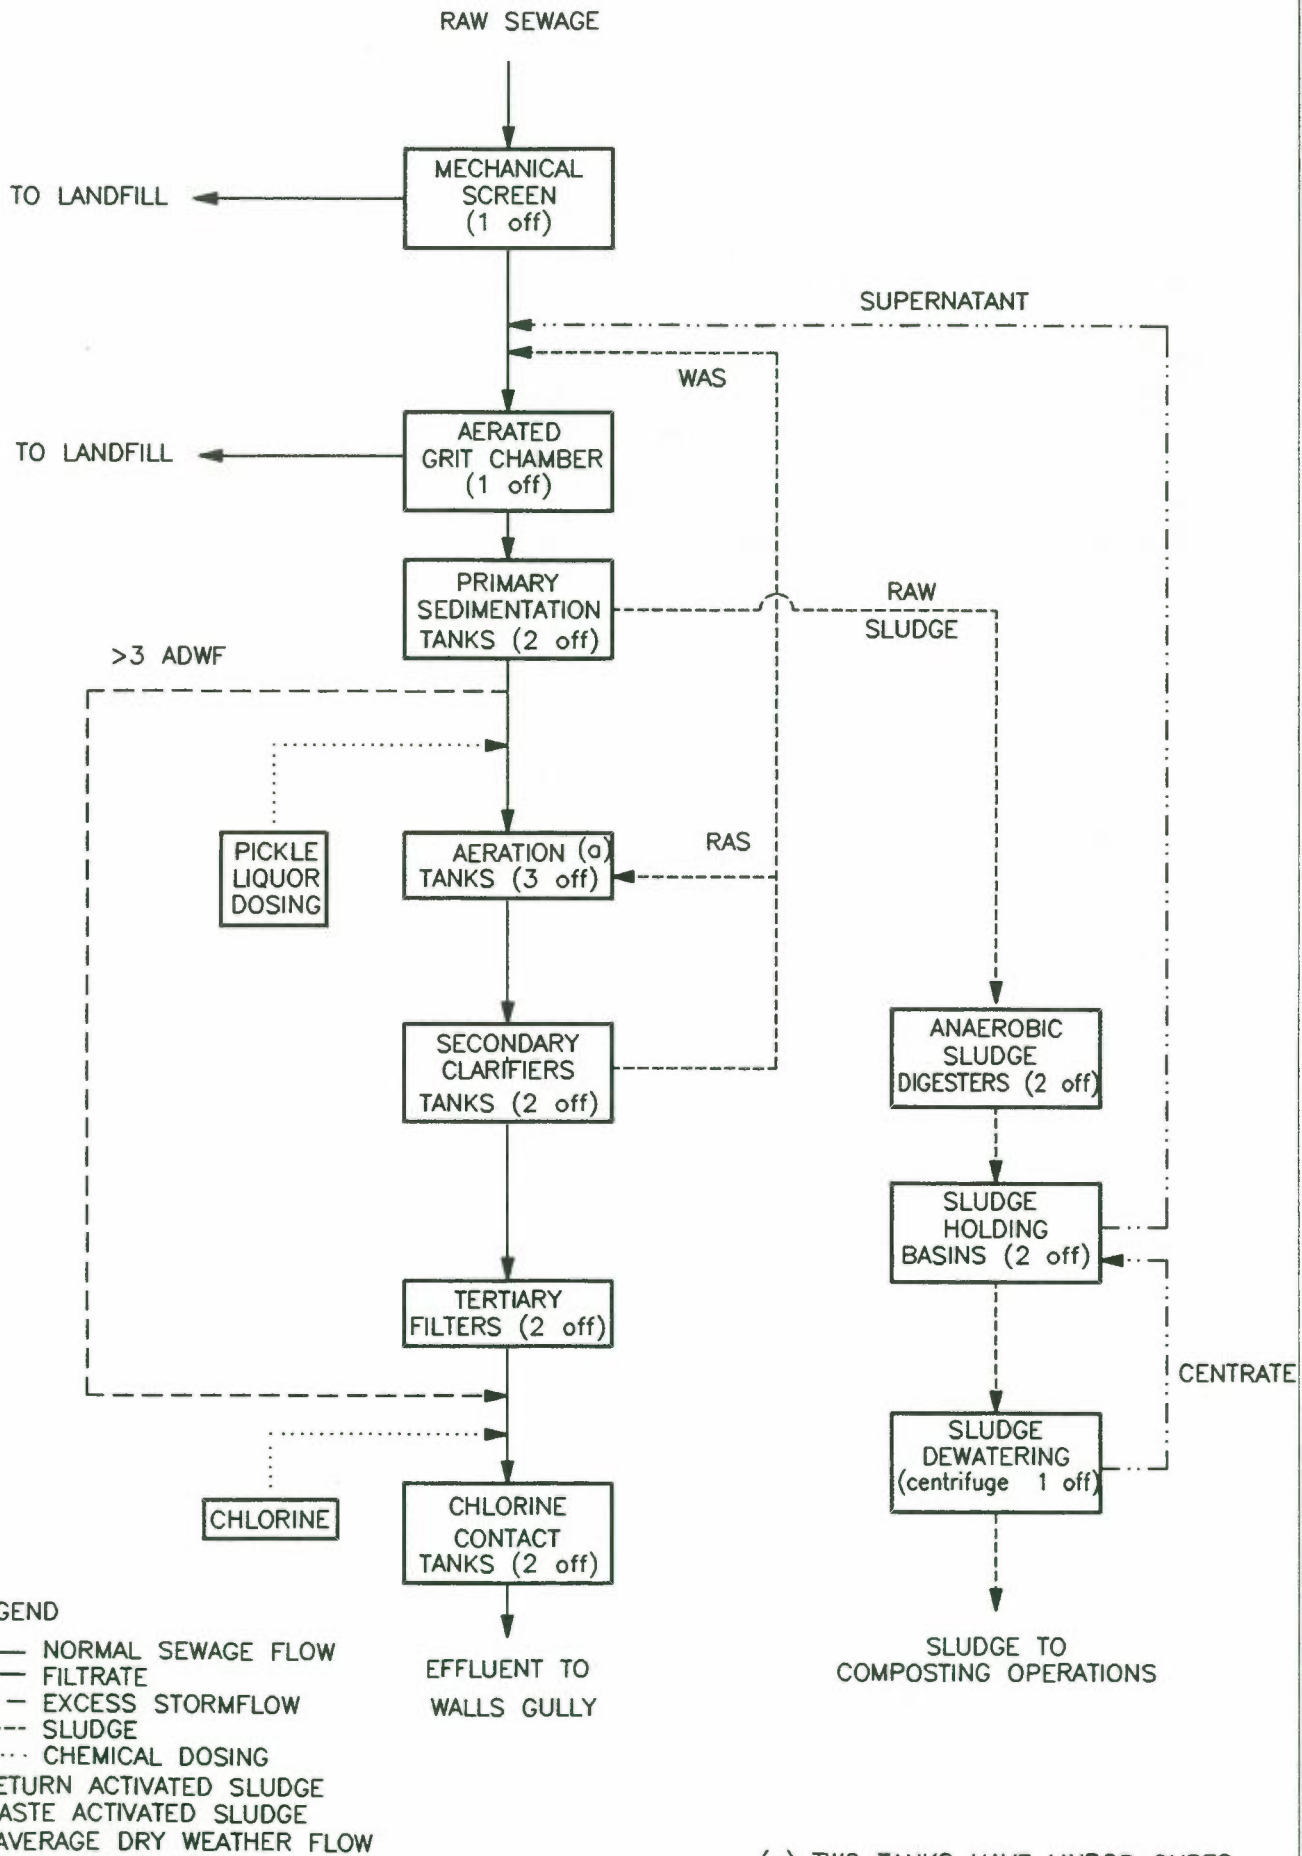 RAW SEWAGE
MECHANICAL
SCREEN
(1 off)
TO LANDFILL
SUPERNATANT
WAS
AERATED
GRIT CHAMBER
(1 off)
TO LANDFILL
PRIMARY
SEDIMENTATION
TANKS (2 off)
RAW
SLUDGE
>3 ADWF
PICKLE
LIQUOR
DOSING
AERATION (a)
TANKS (3 off)
RAS
SECONDARY
CLARIFIERS
TANKS (2 off)
ANAEROBIC
SLUDGE
DIGESTERS (2 off)
SLUDGE
HOLDING
BASINS (2 off)
TERTIARY
FILTERS (2 off)
CENTRATE
SLUDGE
DEWATERING
(centrifuge 1 off)
CHLORINE
CHLORINE
CONTACT
TANKS (2 off)
EFFLUENT TO
WALLS GULLY
SLUDGE TO
COMPOSTING OPERATIONS
GEND
NORMAL SEWAGE FLOW
FILTRATE
EXCESS STORMFLOW
SLUDGE
CHEMICAL DOSING
ETURN ACTIVATED SLUDGE
ASTE ACTIVATED SLUDGE
AVERAGE DRY WEATHER FLOW